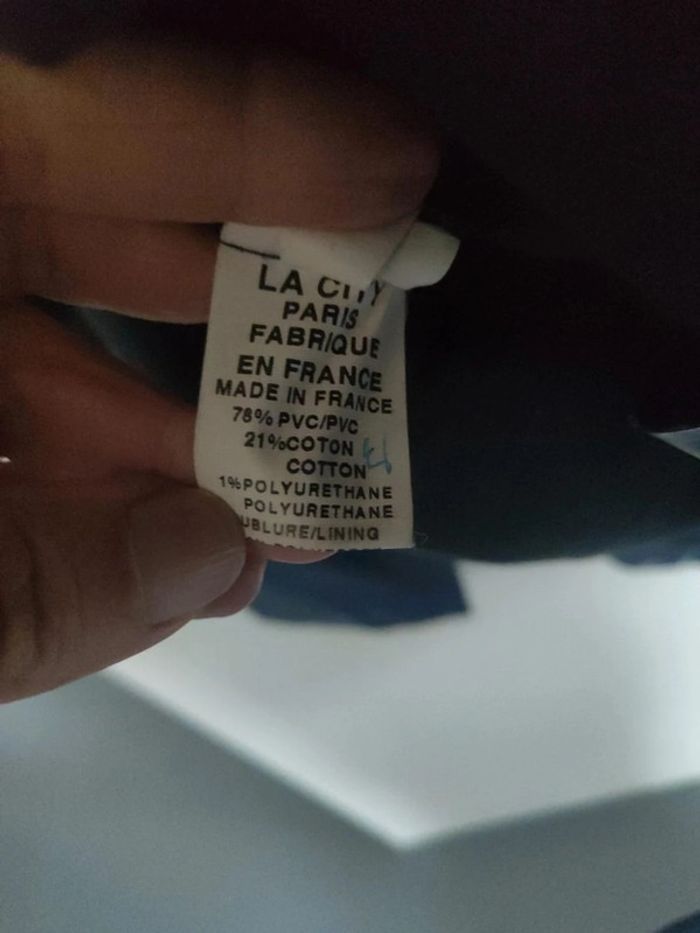 LA CITY
PARIS
FABRIQUE
EN FRANCE
MADE IN FRANCE
78% PVC/PVC
21%COTON
COTTON
1%POLYURETHANE
POLYURETHANE
UBLURE/LINING